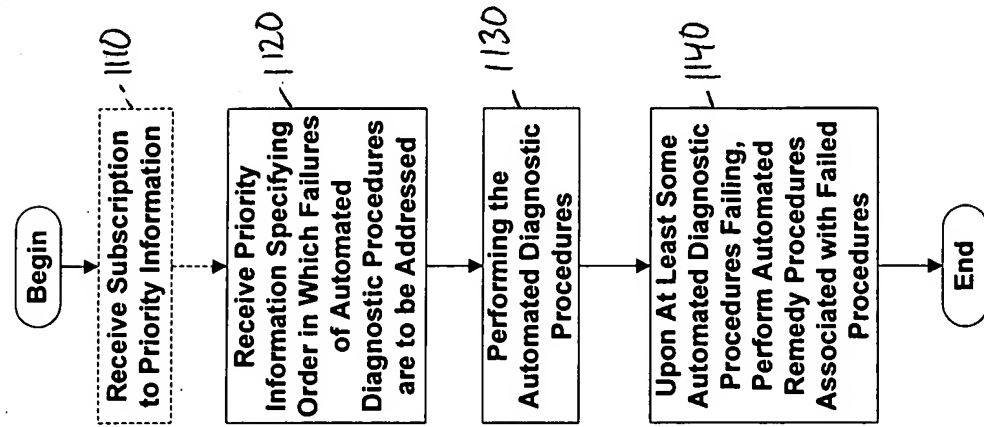 Begin
Receive Subscription
to Priority Information
1110
Receive Priority
Information Specifying
Order in Which Failures
of Automated
Diagnostic Procedures
are to be Addressed
1120
Performing the
Automated Diagnostic
Procedures
1130
Upon At Least Some
Automated Diagnostic
Procedures Failing,
Perform Automated
Remedy Procedures
Associated with Failed
Procedures
1140
End